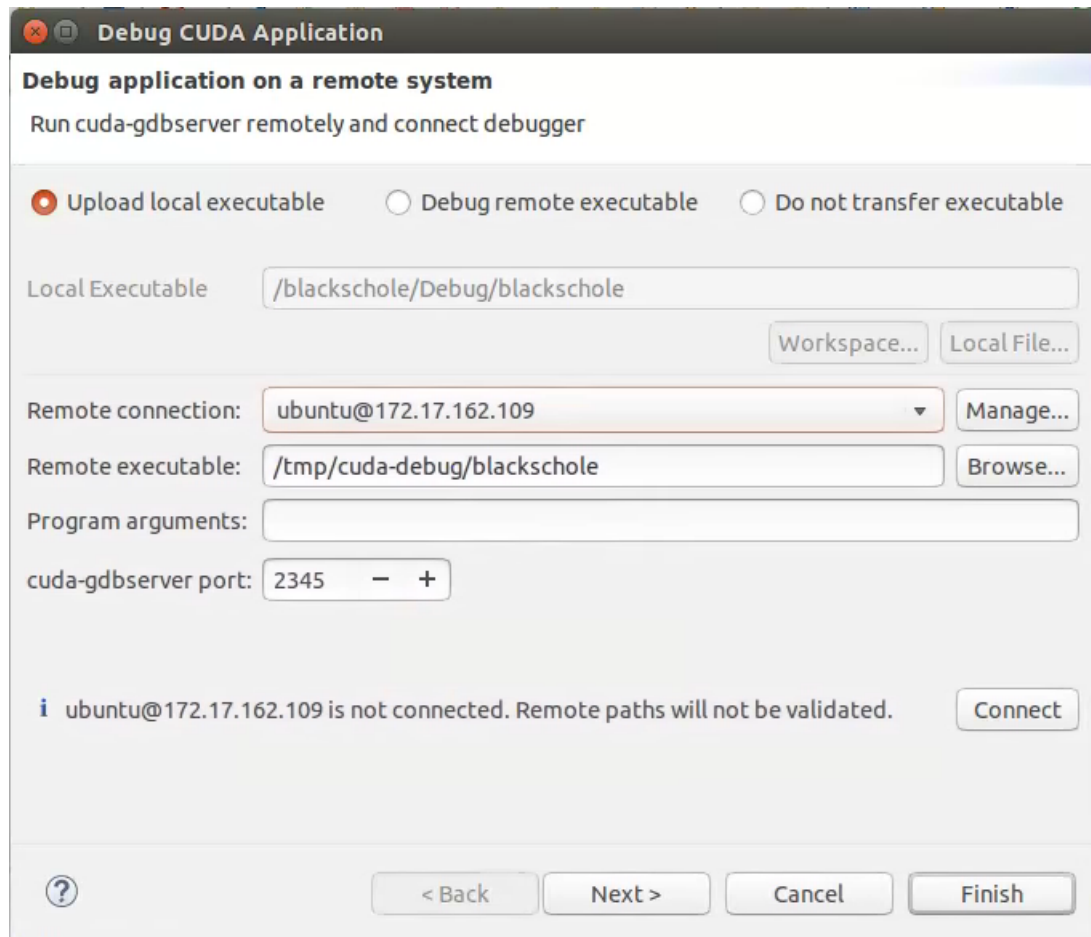 Debug CUDA Application
Debug application on a remote system
Run cuda-gdbserver remotely and connect debugger
Upload local executable Debug remote executable Do not transfer executable
Local Executable /blackschole/Debug/blackschole
Workspace... Local File...
Remote connection: ubuntu@172.17.162.109 Manage...
Remote executable: /tmp/cuda-debug/blackschole Browse...
Program arguments:
cuda-gdbserver port: 2345 − +
i ubuntu@172.17.162.109 is not connected. Remote paths will not be validated. Connect
? < Back Next > Cancel Finish